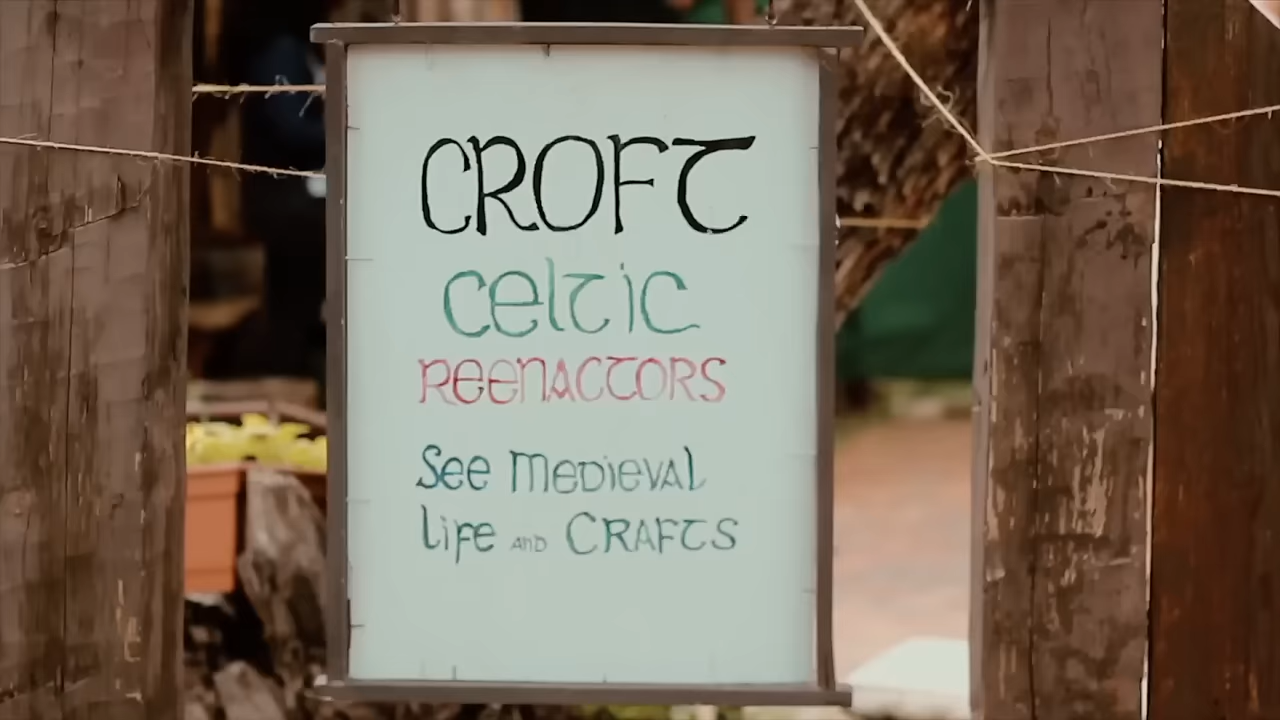 CROFT
Celtic
REENACTORS
See Medieval
Life AND CRAFTS